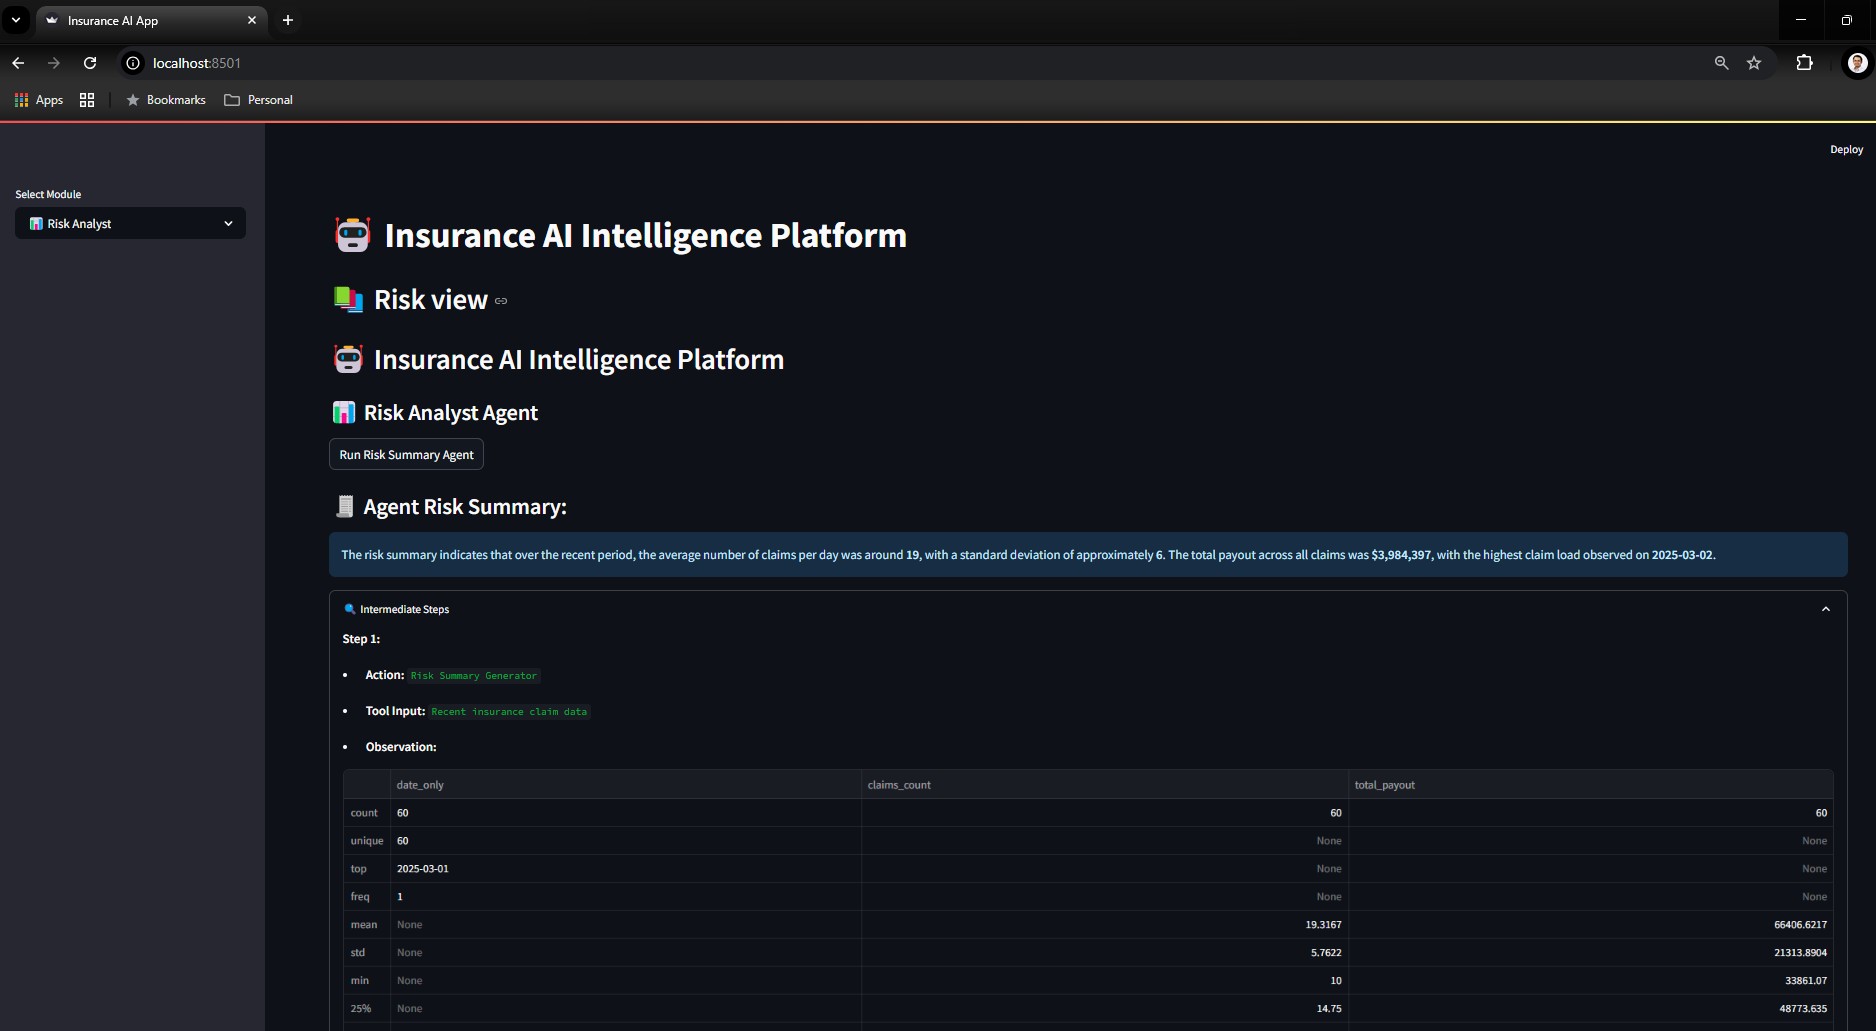 Insurance AI App
localhost:8501
Apps
Bookmarks
Personal
Deploy
Select Module
Risk Analyst
Insurance AI Intelligence Platform
Risk view
Insurance AI Intelligence Platform
Risk Analyst Agent
Run Risk Summary Agent
Agent Risk Summary:
The risk summary indicates that over the recent period, the average number of claims per day was around 19, with a standard deviation of approximately 6. The total payout across all claims was $3,984,397, with the highest claim load observed on 2025-03-02.
Intermediate Steps
Step 1:
Action: Risk Summary Generator
Tool Input: Recent insurance claim data
Observation:
date_only claims_count total_payout
count 60 60 60
unique 60 None None
top 2025-03-01 None None
freq 1 None None
mean None 19.3167 66406.6217
std None 5.7622 21313.8904
min None 10 33861.07
25% None 14.75 48773.635